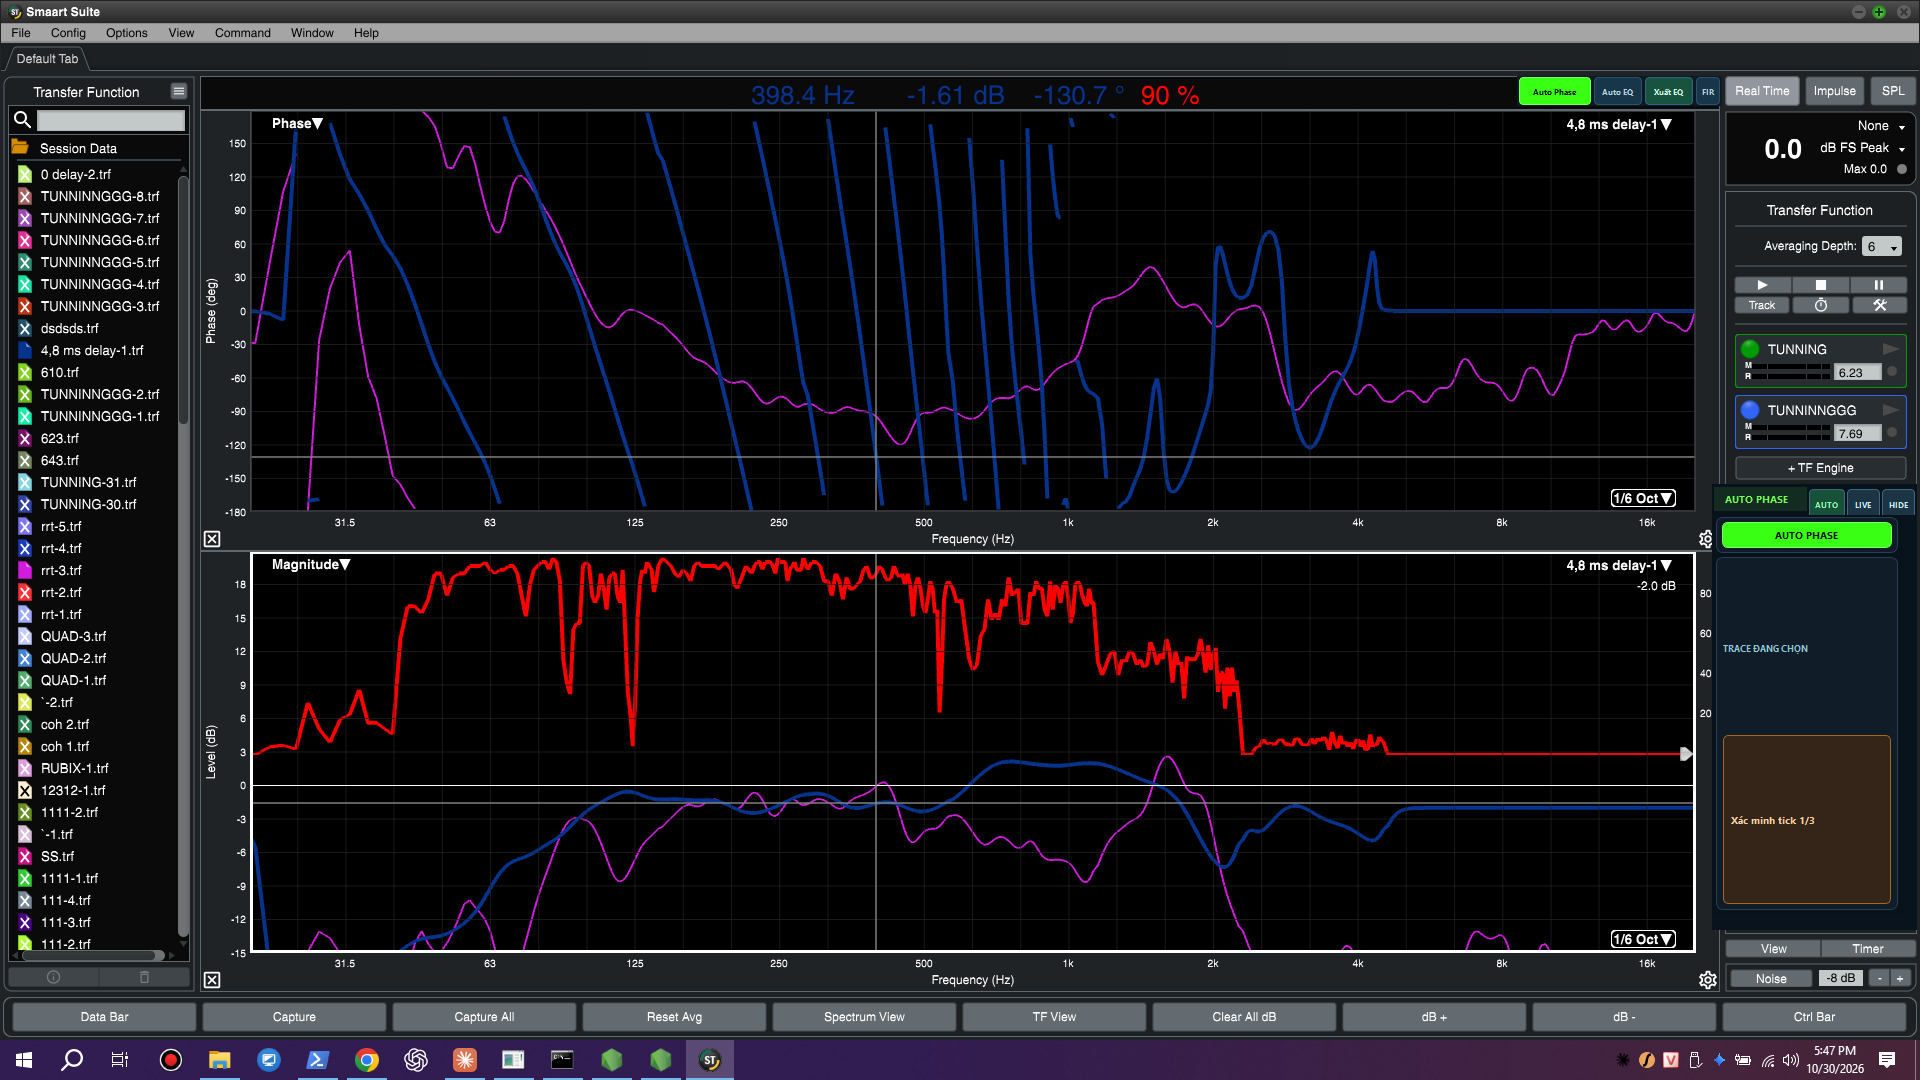 Smaart Suite
File Config Options View Command Window Help
Default Tab
Transfer Function
Session Data
0 delay-2.trf
TUNNINNGGG-8.trf
TUNNINNGGG-7.trf
TUNNINNGGG-6.trf
TUNNINNGGG-5.trf
TUNNINNGGG-4.trf
TUNNINNGGG-3.trf
dsdsds.trf
4,8 ms delay-1.trf
610.trf
TUNNINNGGG-2.trf
TUNNINNGGG-1.trf
623.trf
643.trf
TUNNING-31.trf
TUNNING-30.trf
rrt-5.trf
rrt-4.trf
rrt-3.trf
rrt-2.trf
rrt-1.trf
QUAD-3.trf
QUAD-2.trf
QUAD-1.trf
`-2.trf
coh 2.trf
coh 1.trf
RUBIX-1.trf
12312-1.trf
1111-2.trf
`-1.trf
SS.trf
1111-1.trf
111-4.trf
111-3.trf
111-2.trf
398.4 Hz -1.61 dB -130.7 ° 90 %
Auto Phase Auto EQ Xuất EQ FIR
Phase▼
4,8 ms delay-1▼
Phase (deg)
150
120
90
60
30
0
-30
-60
-90
-120
-150
-180
1/6 Oct▼
31.5 63 125 250 500 1k 2k 4k 8k 16k
Frequency (Hz)
Magnitude▼
4,8 ms delay-1▼
-2.0 dB
Level (dB)
18
15
12
9
6
3
0
-3
-6
-9
-12
-15
80
60
40
20
1/6 Oct▼
31.5 63 125 250 500 1k 2k 4k 8k 16k
Frequency (Hz)
Real Time Impulse SPL
None
0.0 dB FS Peak
Max 0.0
Transfer Function
Averaging Depth: 6
Track
TUNNING
M
R
6.23
TUNNINNGGG
M
R
7.69
+ TF Engine
AUTO PHASE AUTO LIVE HIDE
AUTO PHASE
TRACE ĐANG CHỌN
Xác minh tick 1/3
View Timer
Noise -8 dB - +
Data Bar Capture Capture All Reset Avg Spectrum View TF View Clear All dB dB + dB - Ctrl Bar
ST
5:47 PM
10/30/2026